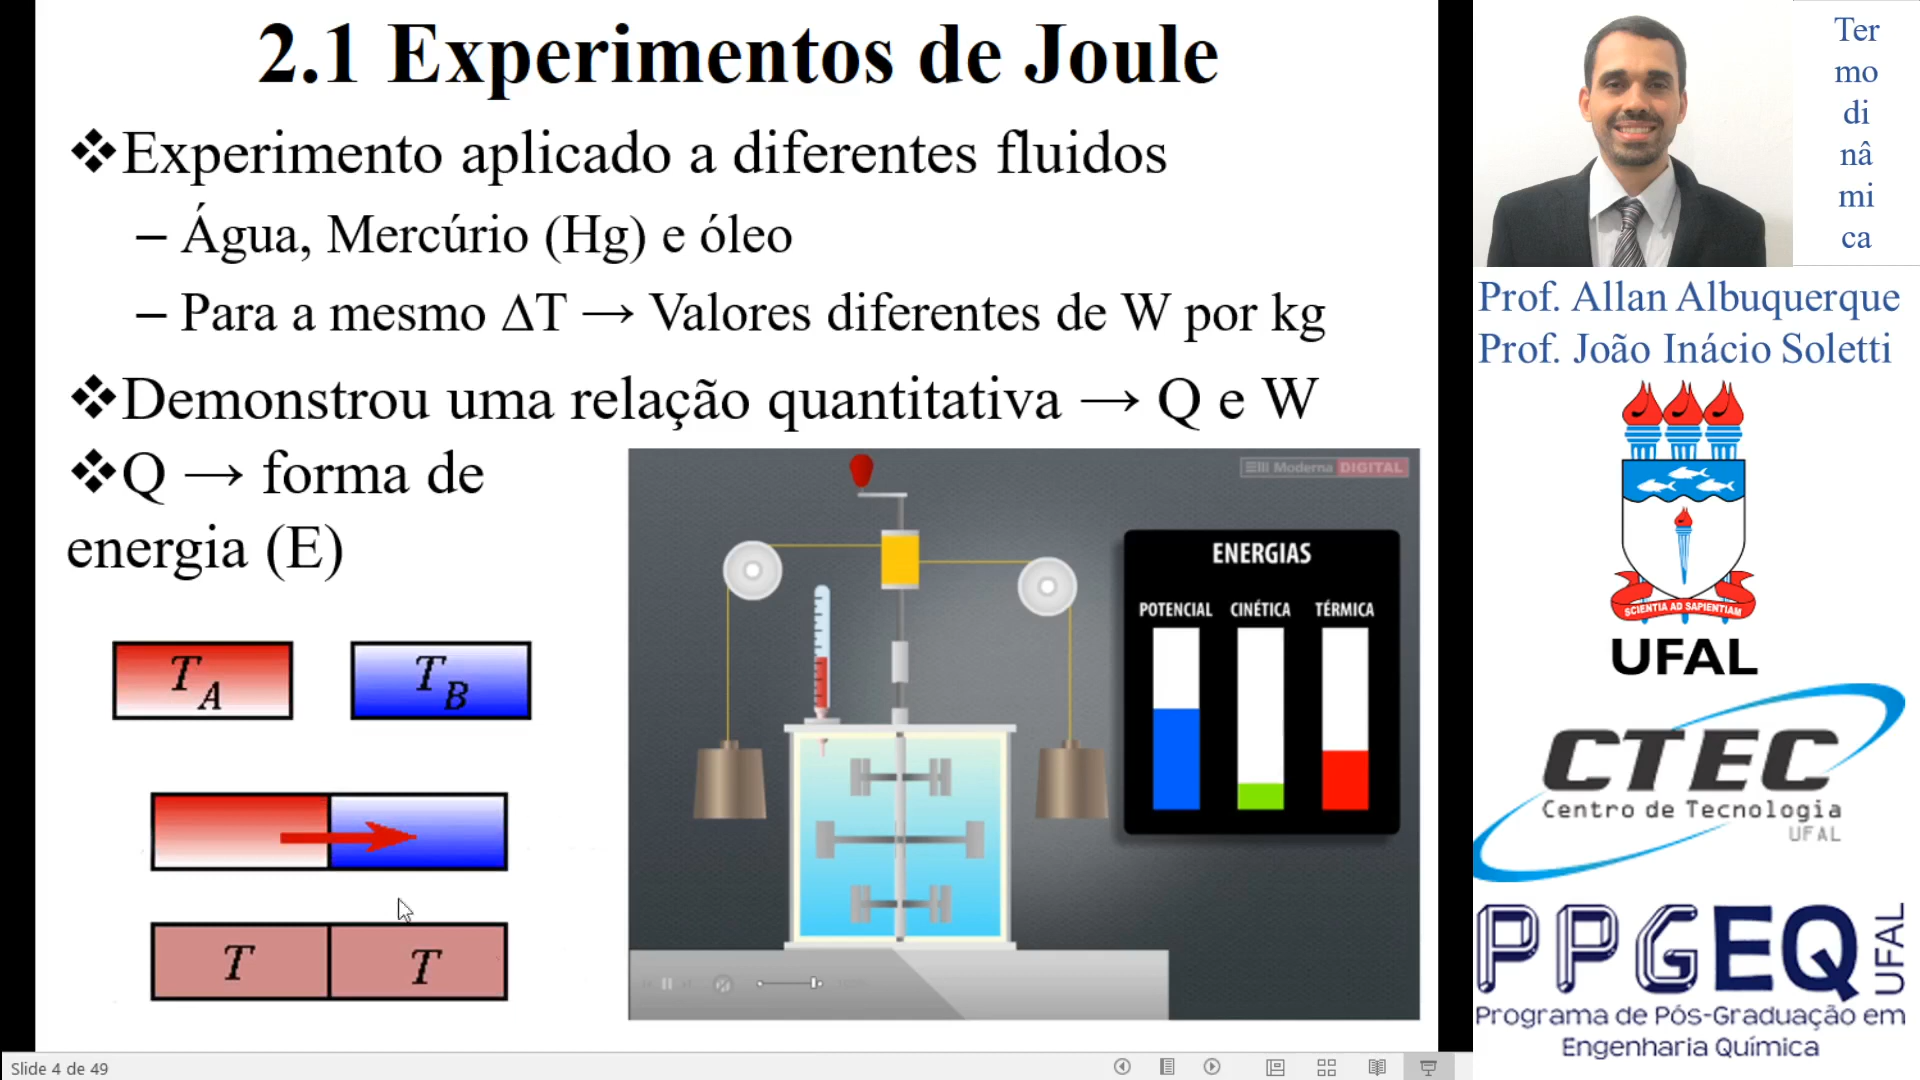 2.1 Experimentos de Joule
❖Experimento aplicado a diferentes fluidos
– Água, Mercúrio (Hg) e óleo
– Para a mesmo ΔT → Valores diferentes de W por kg
❖Demonstrou uma relação quantitativa → Q e W
❖Q → forma de
energia (E)
T_A
T_B
T
T
Moderna DIGITAL
ENERGIAS
POTENCIAL CINÉTICA TÉRMICA
Ter
mo
di
nâ
mi
ca
Prof. Allan Albuquerque
Prof. João Inácio Soletti
SCIENTIA AD SAPIENTIAM
UFAL
CTEC
Centro de Tecnologia
UFAL
PPGEQ
UFAL
Programa de Pós-Graduação em
Engenharia Química
Slide 4 de 49